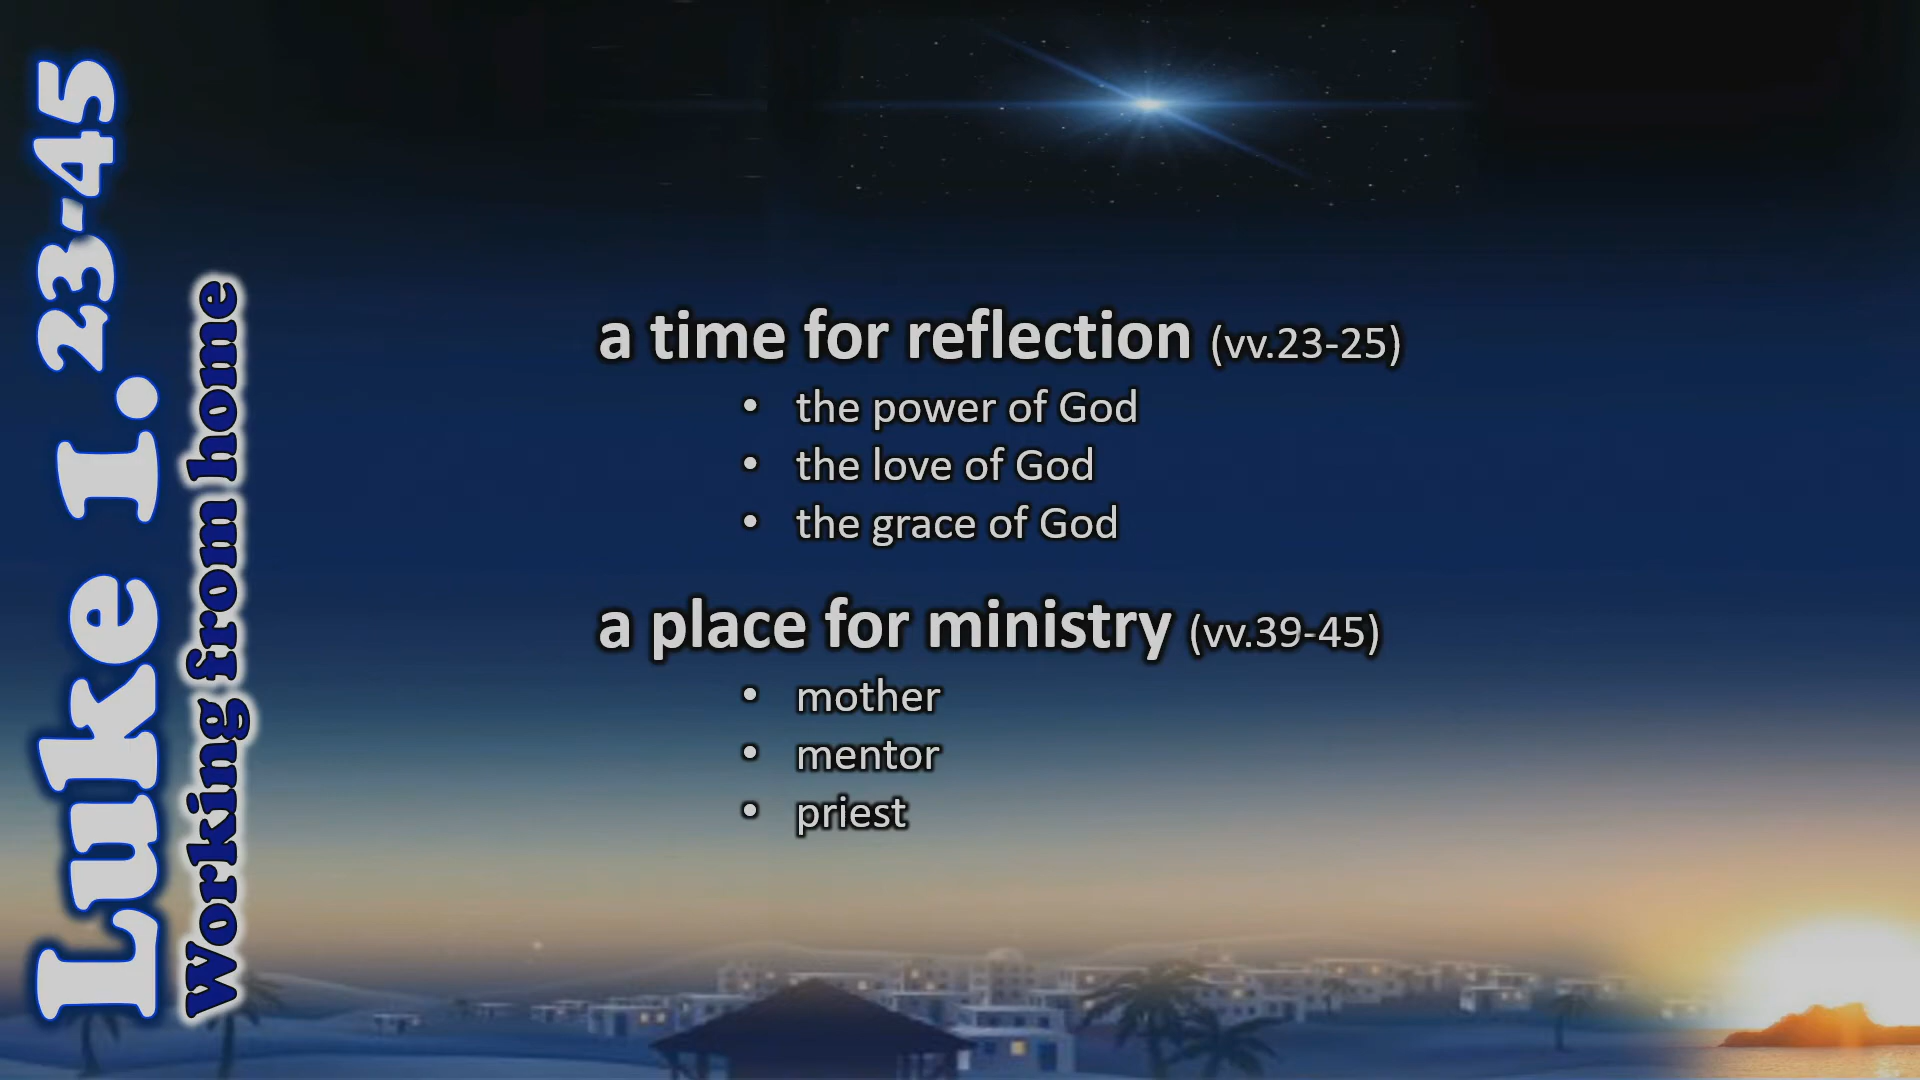 Luke 1.23-45
Working from home
a time for reflection (vv.23-25)
• the power of God
• the love of God
• the grace of God
a place for ministry (vv.39-45)
• mother
• mentor
• priest